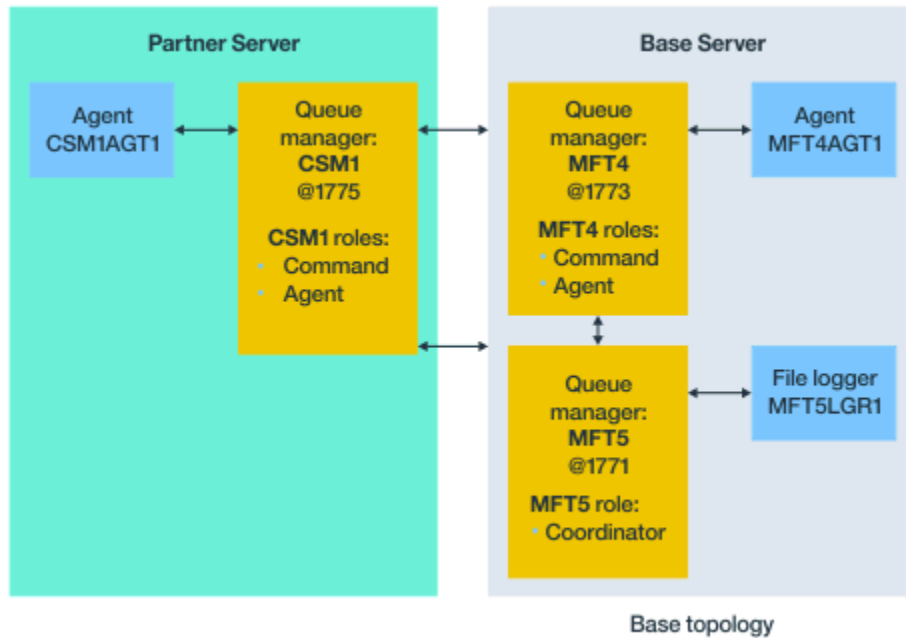 Partner Server
Agent
CSM1AGT1
Queue
manager:
CSM1
@1775
CSM1 roles:
• Command
• Agent
Base Server
Queue
manager:
MFT4
@1773
MFT4 roles:
• Command
• Agent
Agent
MFT4AGT1
Queue
manager:
MFT5
@1771
MFT5 role:
• Coordinator
File logger
MFT5LGR1
Base topology